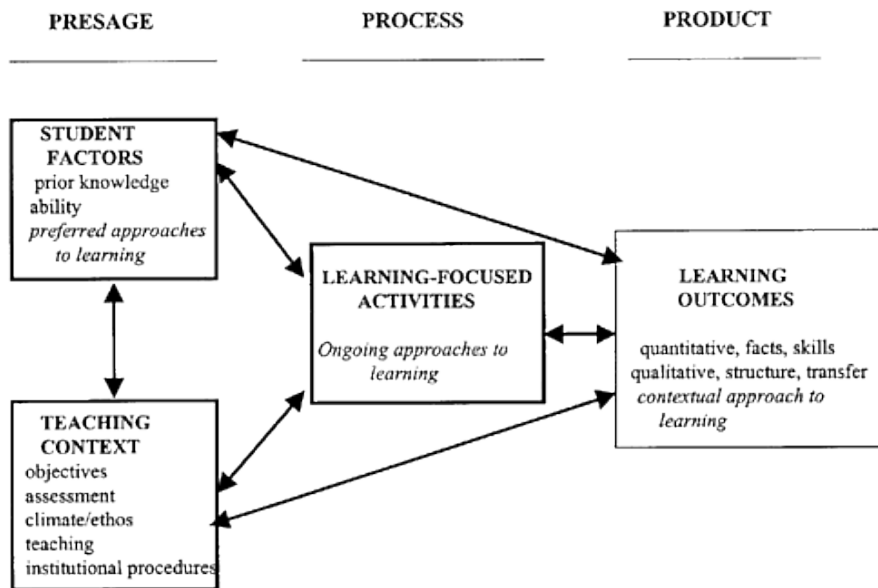 PRESAGE
PROCESS
PRODUCT
STUDENT
FACTORS
prior knowledge
ability
preferred approaches
to learning
LEARNING-FOCUSED
ACTIVITIES
Ongoing approaches to
learning
LEARNING
OUTCOMES
quantitative, facts, skills
qualitative, structure, transfer
contextual approach to
learning
TEACHING
CONTEXT
objectives
assessment
climate/ethos
teaching
institutional procedures